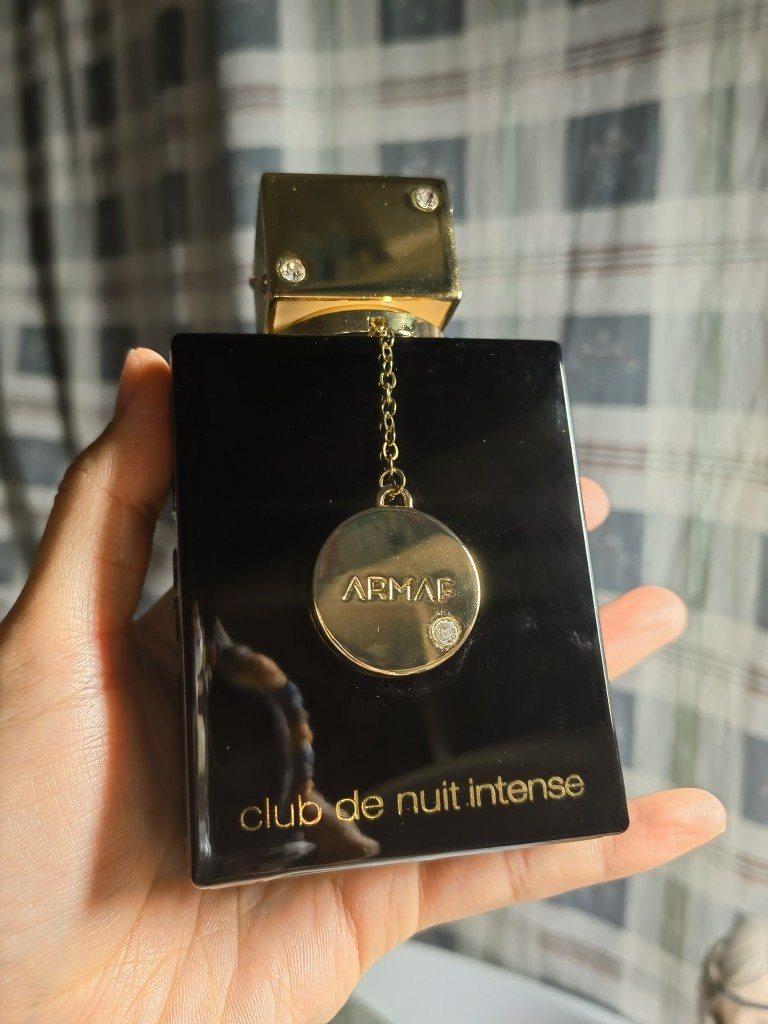 ARMAF
club de nuit intense